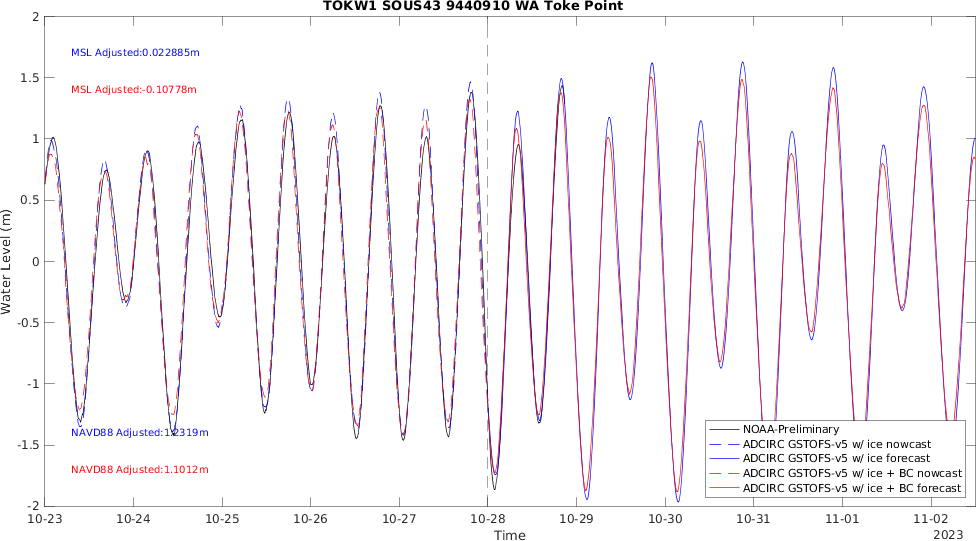 TOKW1 SOUS43 9440910 WA Toke Point
MSL Adjusted:0.022885m
MSL Adjusted:-0.10778m
NAVD88 Adjusted:1.2319m
NAVD88 Adjusted:1.1012m
Water Level (m)
2
1.5
1
0.5
0
-0.5
-1
-1.5
-2
NOAA-Preliminary
ADCIRC GSTOFS-v5 w/ ice nowcast
ADCIRC GSTOFS-v5 w/ ice forecast
ADCIRC GSTOFS-v5 w/ ice + BC nowcast
ADCIRC GSTOFS-v5 w/ ice + BC forecast
10-23 10-24 10-25 10-26 10-27 10-28 10-29 10-30 10-31 11-01 11-02
Time
2023